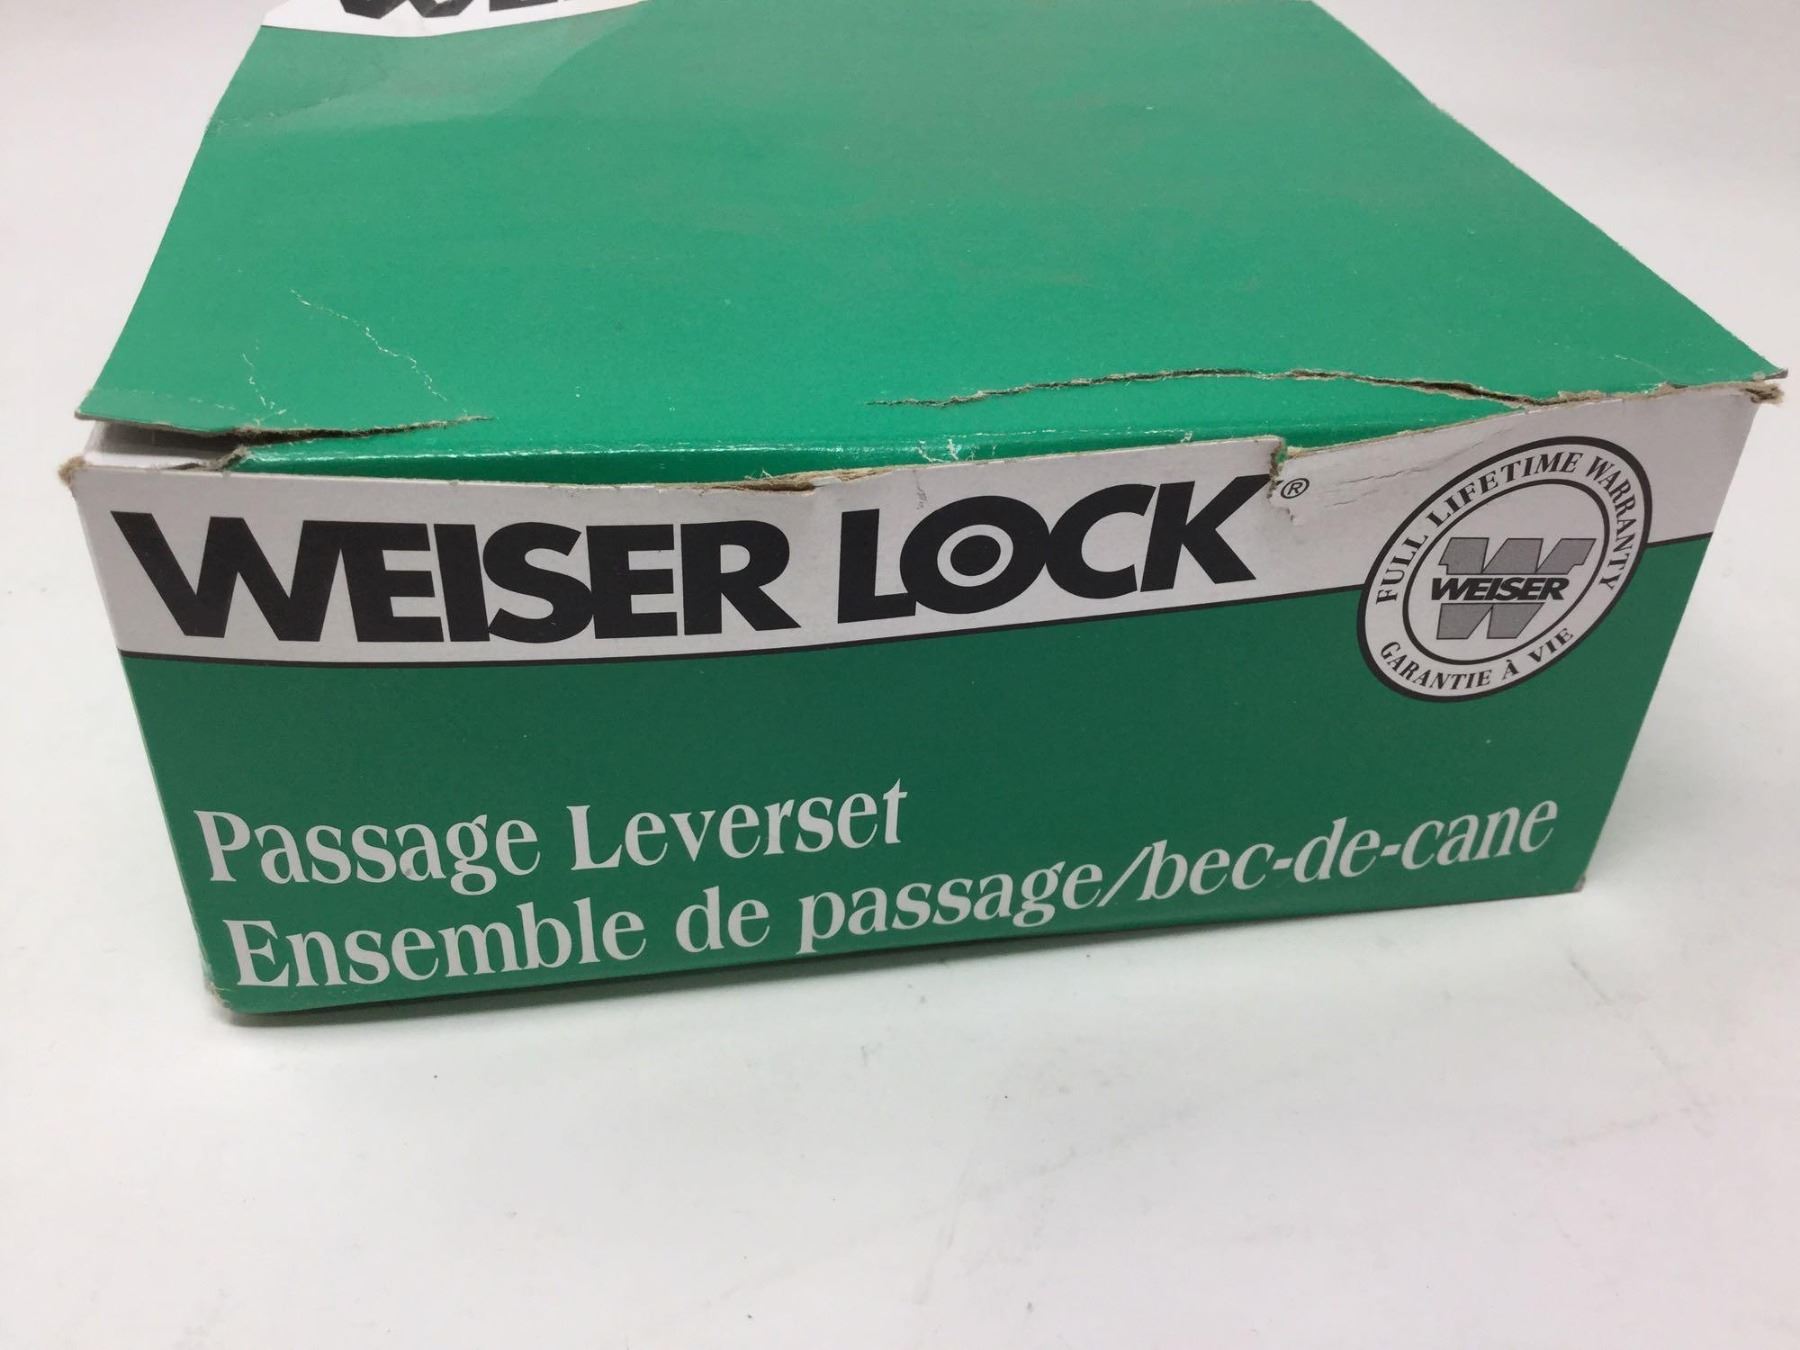 WEISER LOCK®
FULL LIFETIME WARRANTY
WEISER
GARANTIE À VIE
Passage Leverset
Ensemble de passage/bec-de-cane